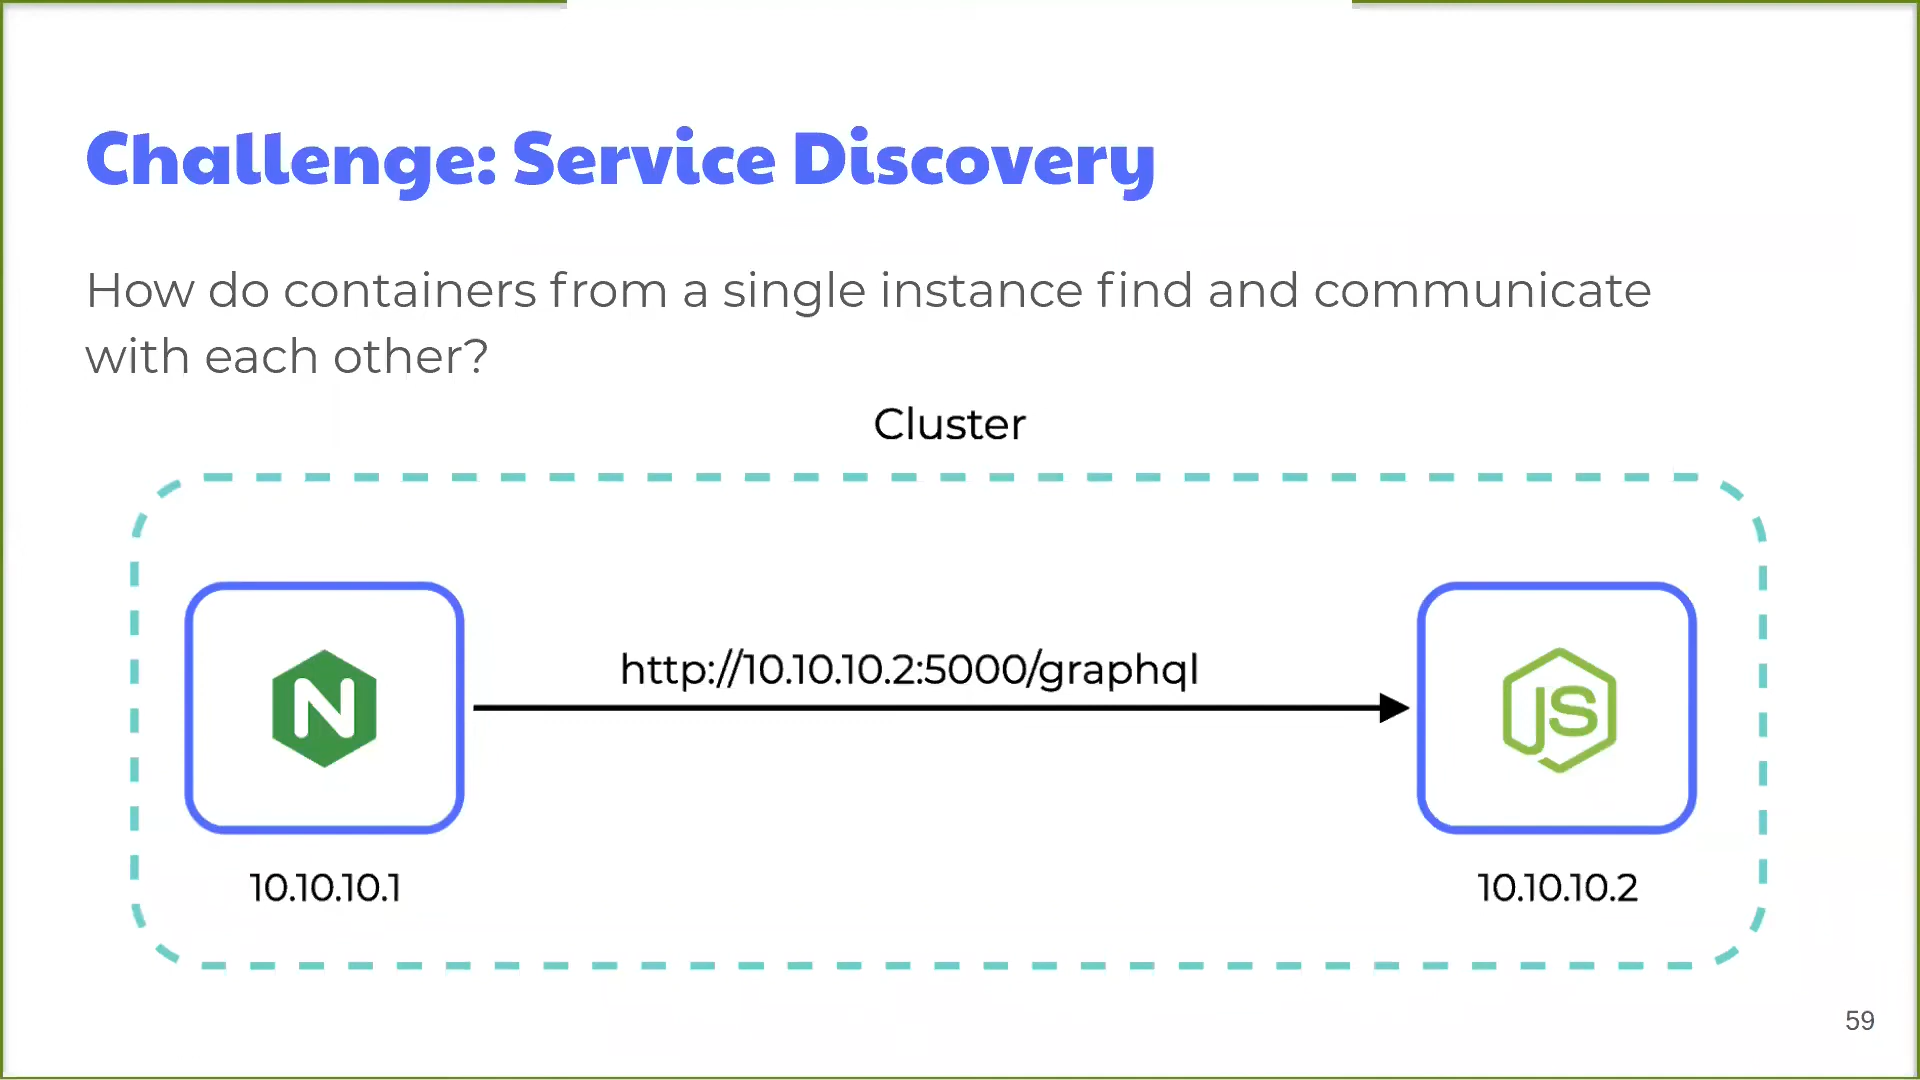 Challenge: Service Discovery
How do containers from a single instance find and communicate
with each other?
Cluster
N
http://10.10.10.2:5000/graphql
JS
10.10.10.1
10.10.10.2
59